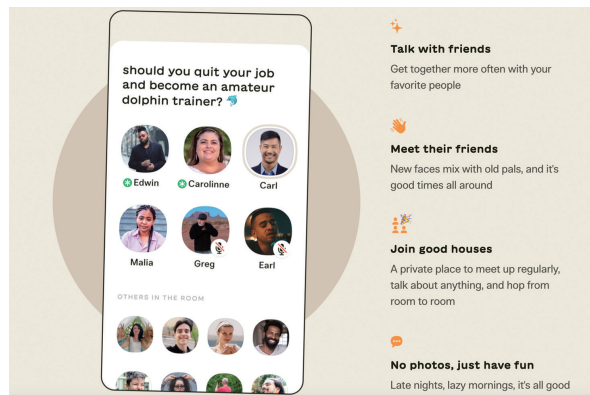 should you quit your job
and become an amateur
dolphin trainer? 🐬
Edwin
Carolinne
Carl
Malia
Greg
Earl
OTHERS IN THE ROOM
Talk with friends
Get together more often with your
favorite people
Meet their friends
New faces mix with old pals, and it's
good times all around
Join good houses
A private place to meet up regularly,
talk about anything, and hop from
room to room
No photos, just have fun
Late nights, lazy mornings, it's all good